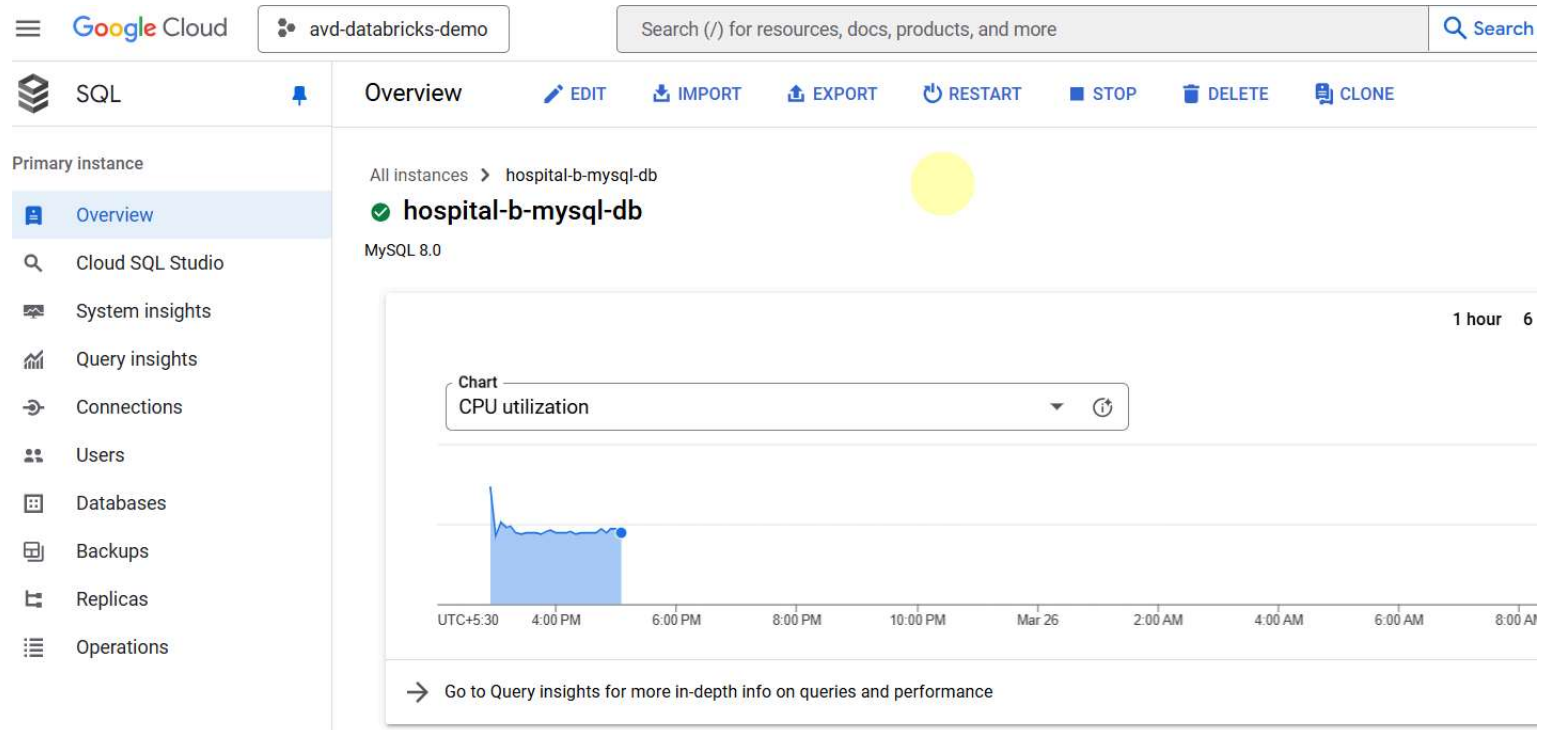 Google Cloud
avd-databricks-demo
Search (/) for resources, docs, products, and more
Search
SQL
Overview
EDIT
IMPORT
EXPORT
RESTART
STOP
DELETE
CLONE
Primary instance
Overview
Cloud SQL Studio
System insights
Query insights
Connections
Users
Databases
Backups
Replicas
Operations
All instances > hospital-b-mysql-db
hospital-b-mysql-db
MySQL 8.0
1 hour 6
Chart
CPU utilization
UTC+5:30 4:00 PM 6:00 PM 8:00 PM 10:00 PM Mar 26 2:00 AM 4:00 AM 6:00 AM 8:00 AM
Go to Query insights for more in-depth info on queries and performance